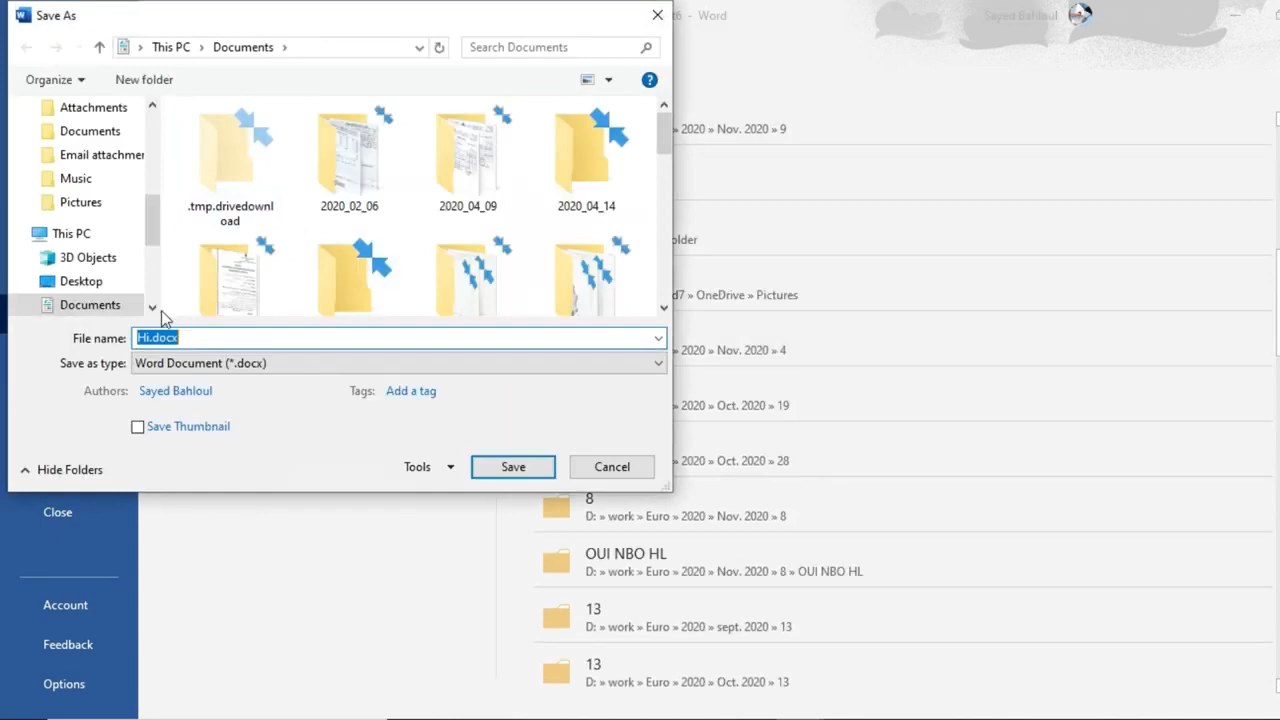 Save As
t6 - Word
Sayed Bahloul
This PC
Documents
Search Documents
Organize
New folder
Attachments
Documents
Email attachmer
Music
Pictures
This PC
3D Objects
Desktop
Documents
.tmp.drivedownl
oad
2020_02_06
2020_04_09
2020_04_14
File name:
Hi.docx
Save as type:
Word Document (*.docx)
Authors:
Sayed Bahloul
Tags:
Add a tag
Save Thumbnail
Hide Folders
Tools
Save
Cancel
» 2020 » Nov. 2020 » 9
older
d7 » OneDrive » Pictures
» 2020 » Nov. 2020 » 4
» 2020 » Oct. 2020 » 19
» 2020 » Oct. 2020 » 28
8
D: » work » Euro » 2020 » Nov. 2020 » 8
OUI NBO HL
D: » work » Euro » 2020 » Nov. 2020 » 8 » OUI NBO HL
13
D: » work » Euro » 2020 » sept. 2020 » 13
13
D: » work » Euro » 2020 » Oct. 2020 » 13
Close
Account
Feedback
Options